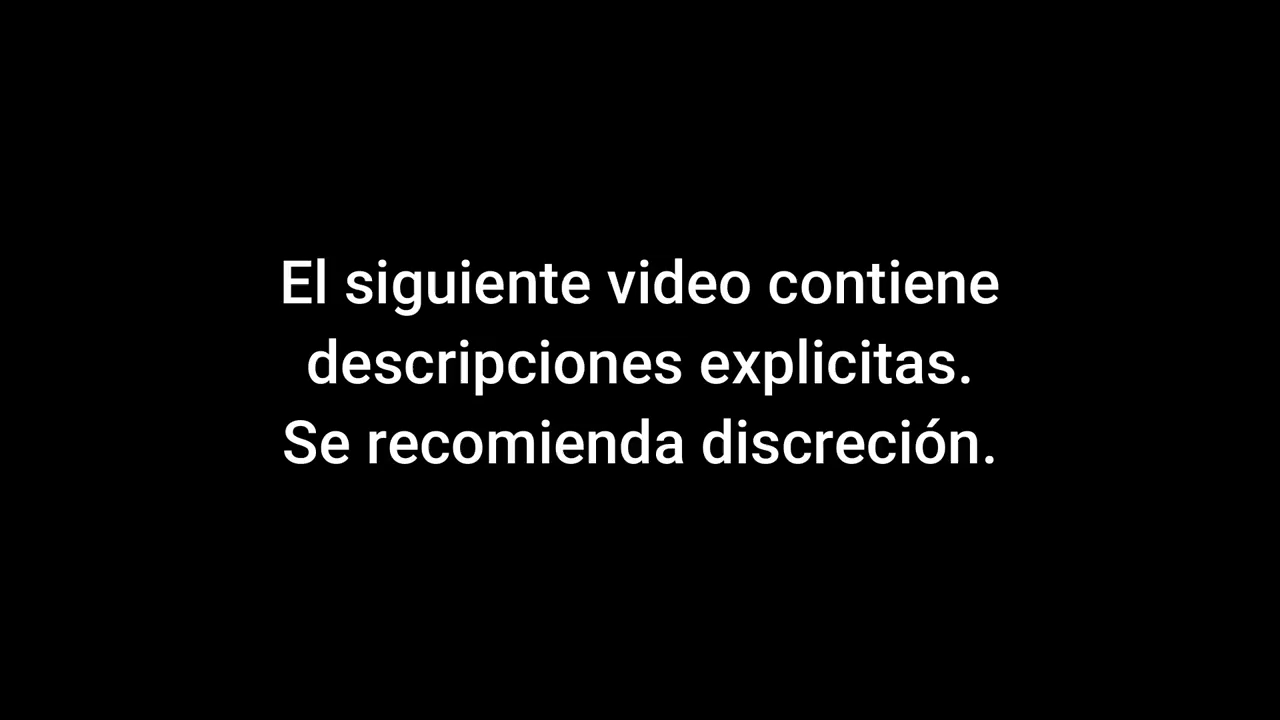 El siguiente video contiene
descripciones explicitas.
Se recomienda discreción.